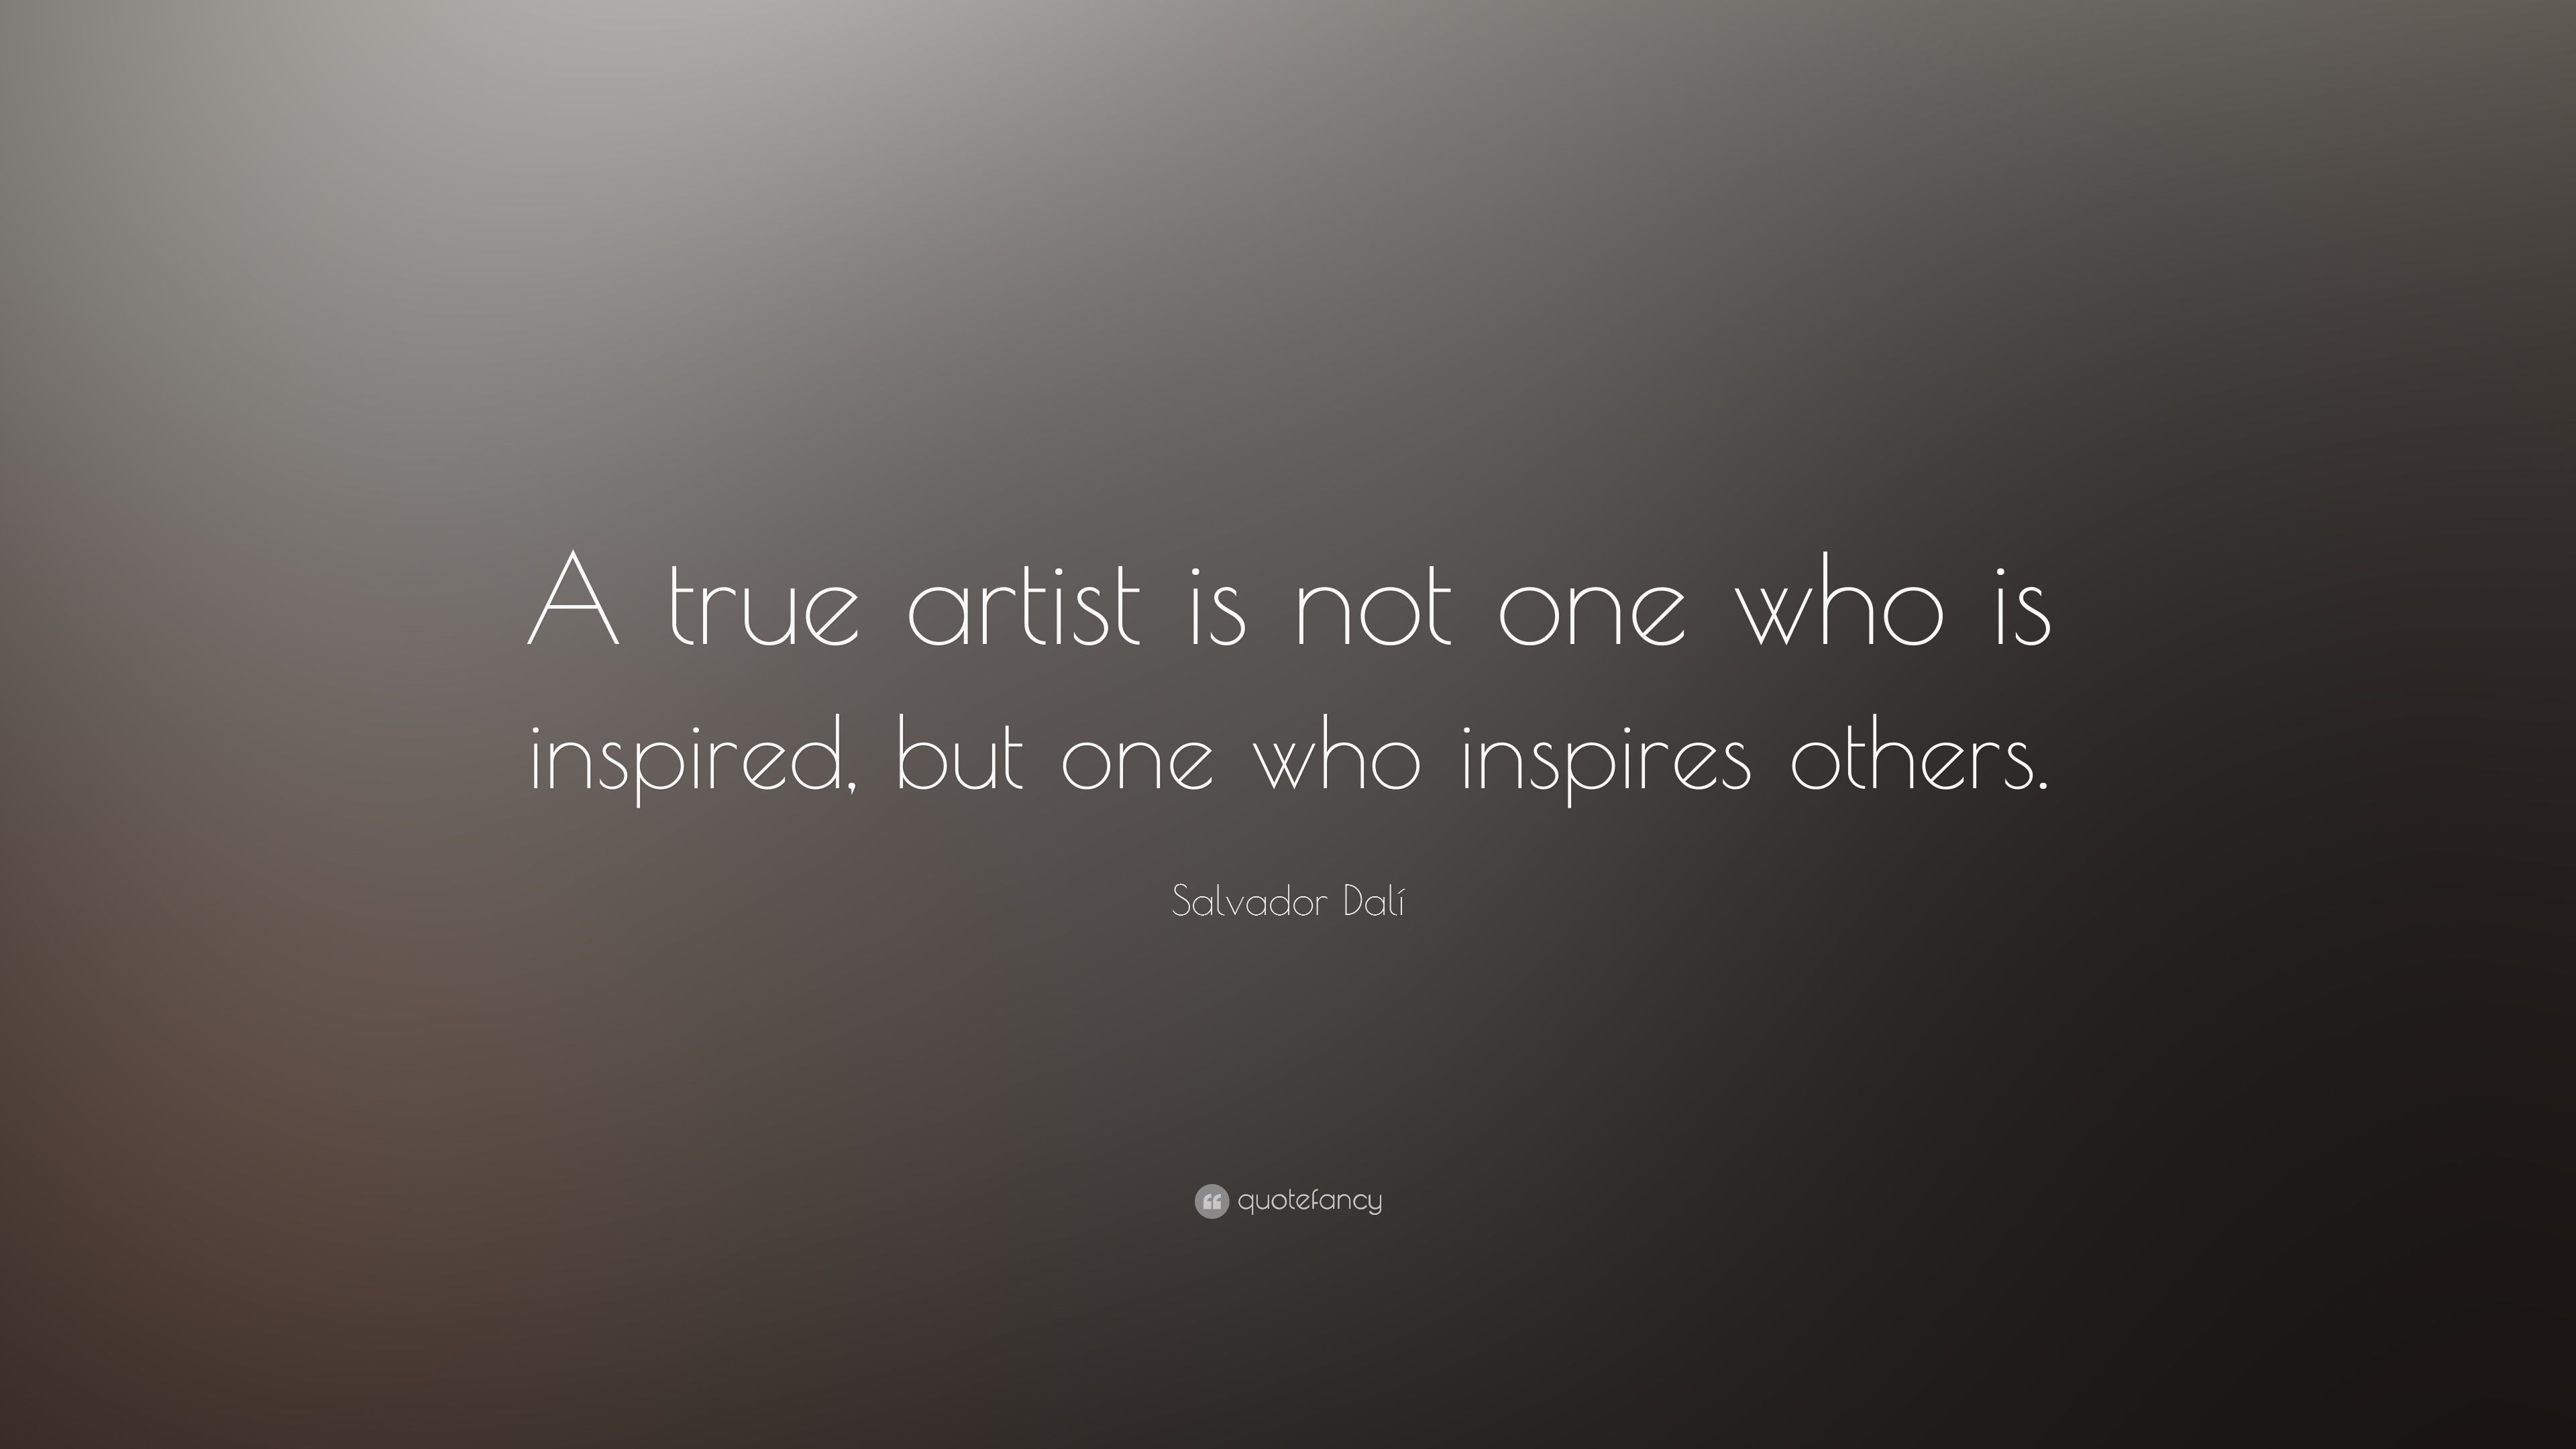 A true artist is not one who is
inspired, but one who inspires others.
Salvador Dalí
quotefancy